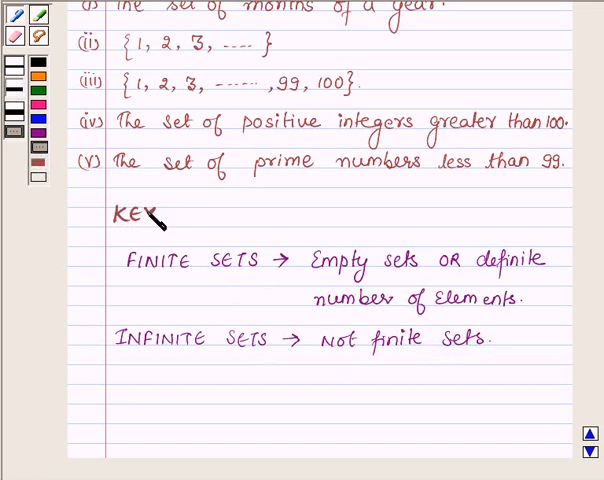 (i) The set of months of a year.
(ii) {1, 2, 3, ..... }
(iii) {1, 2, 3, ......, 99, 100}.
(iv) The set of positive integers greater than 100.
(v) The set of prime numbers less than 99.
KEY
FINITE SETS → Empty sets OR definite
number of Elements.
INFINITE SETS → Not finite sets.